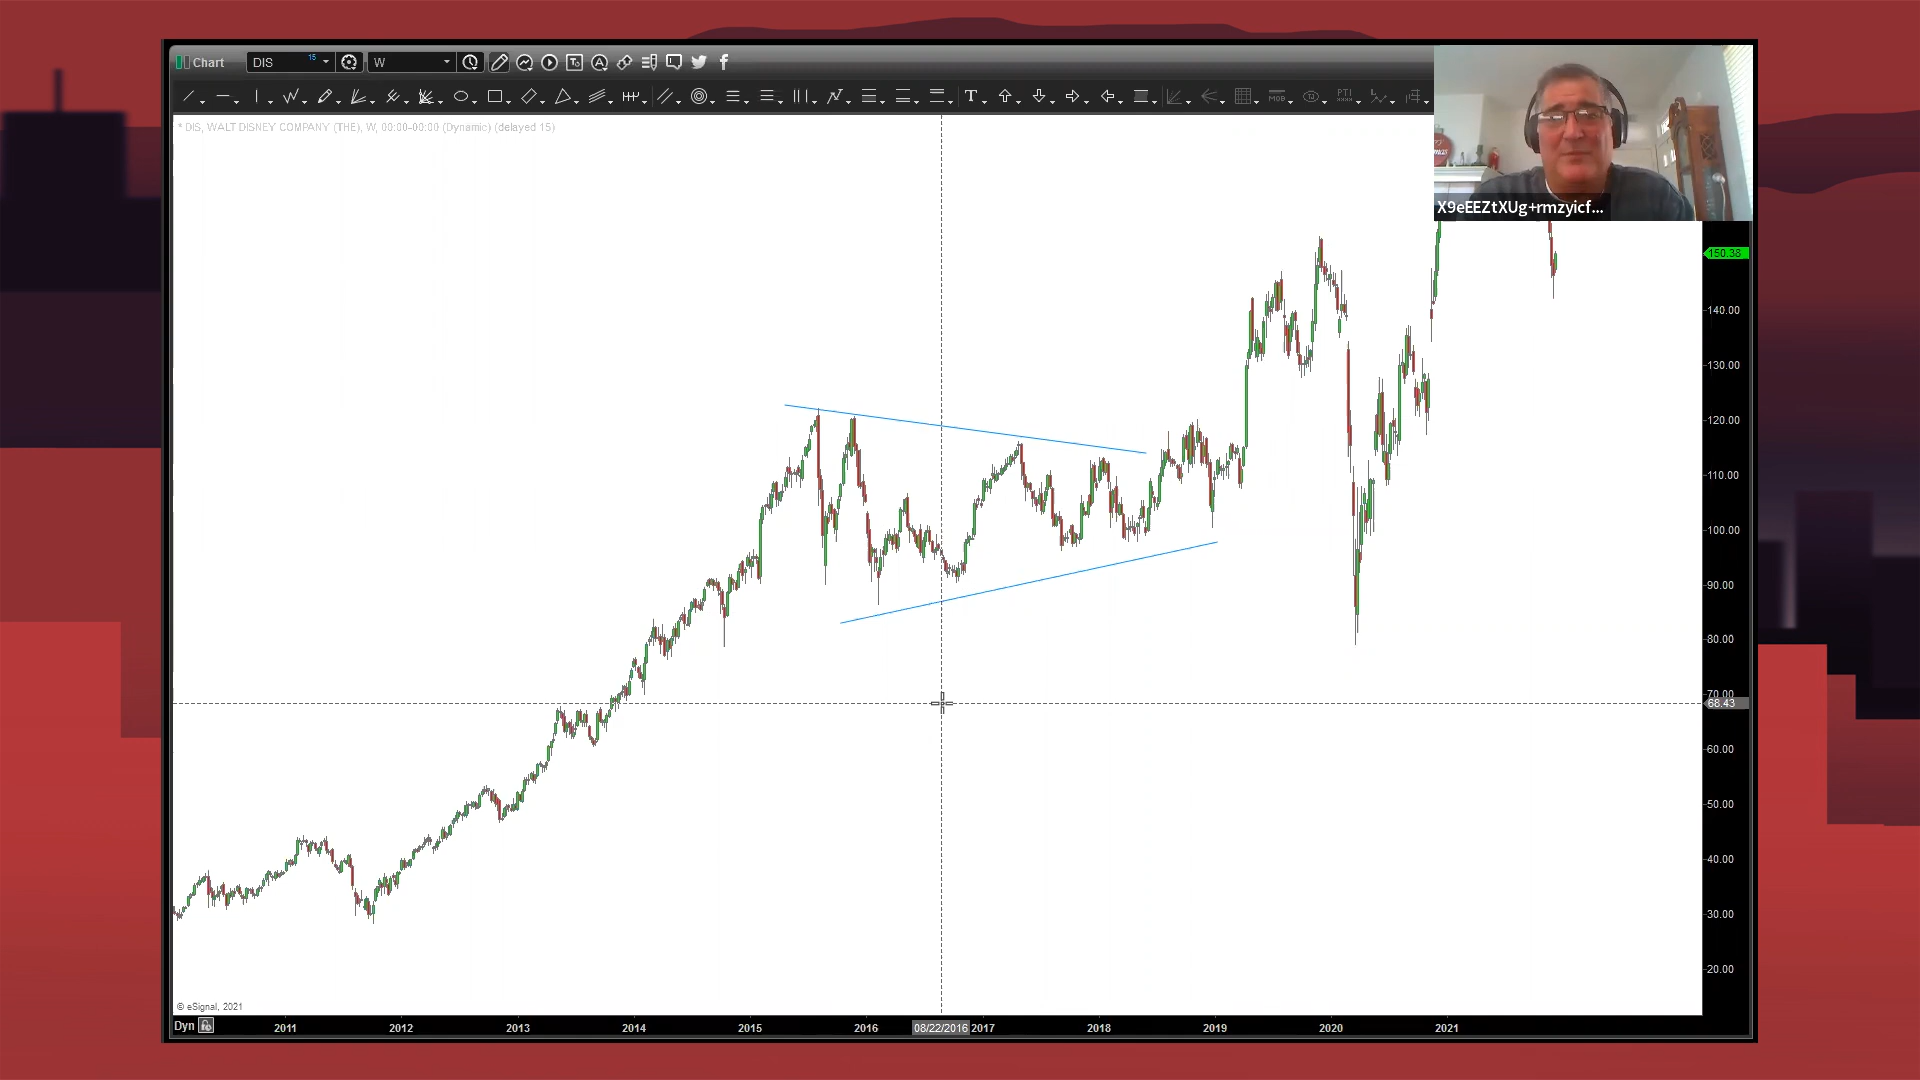 Chart DIS 15 W
T MOB PTI
* DIS, WALT DISNEY COMPANY (THE), W, 00:00-00:00 (Dynamic) (delayed 15)
X9eEEZtXUg+rmzyicf...
150.38
140.00
130.00
120.00
110.00
100.00
90.00
80.00
70.00
68.43
60.00
50.00
40.00
30.00
20.00
© eSignal, 2021
Dyn 2011 2012 2013 2014 2015 2016 08/22/2016 2017 2018 2019 2020 2021